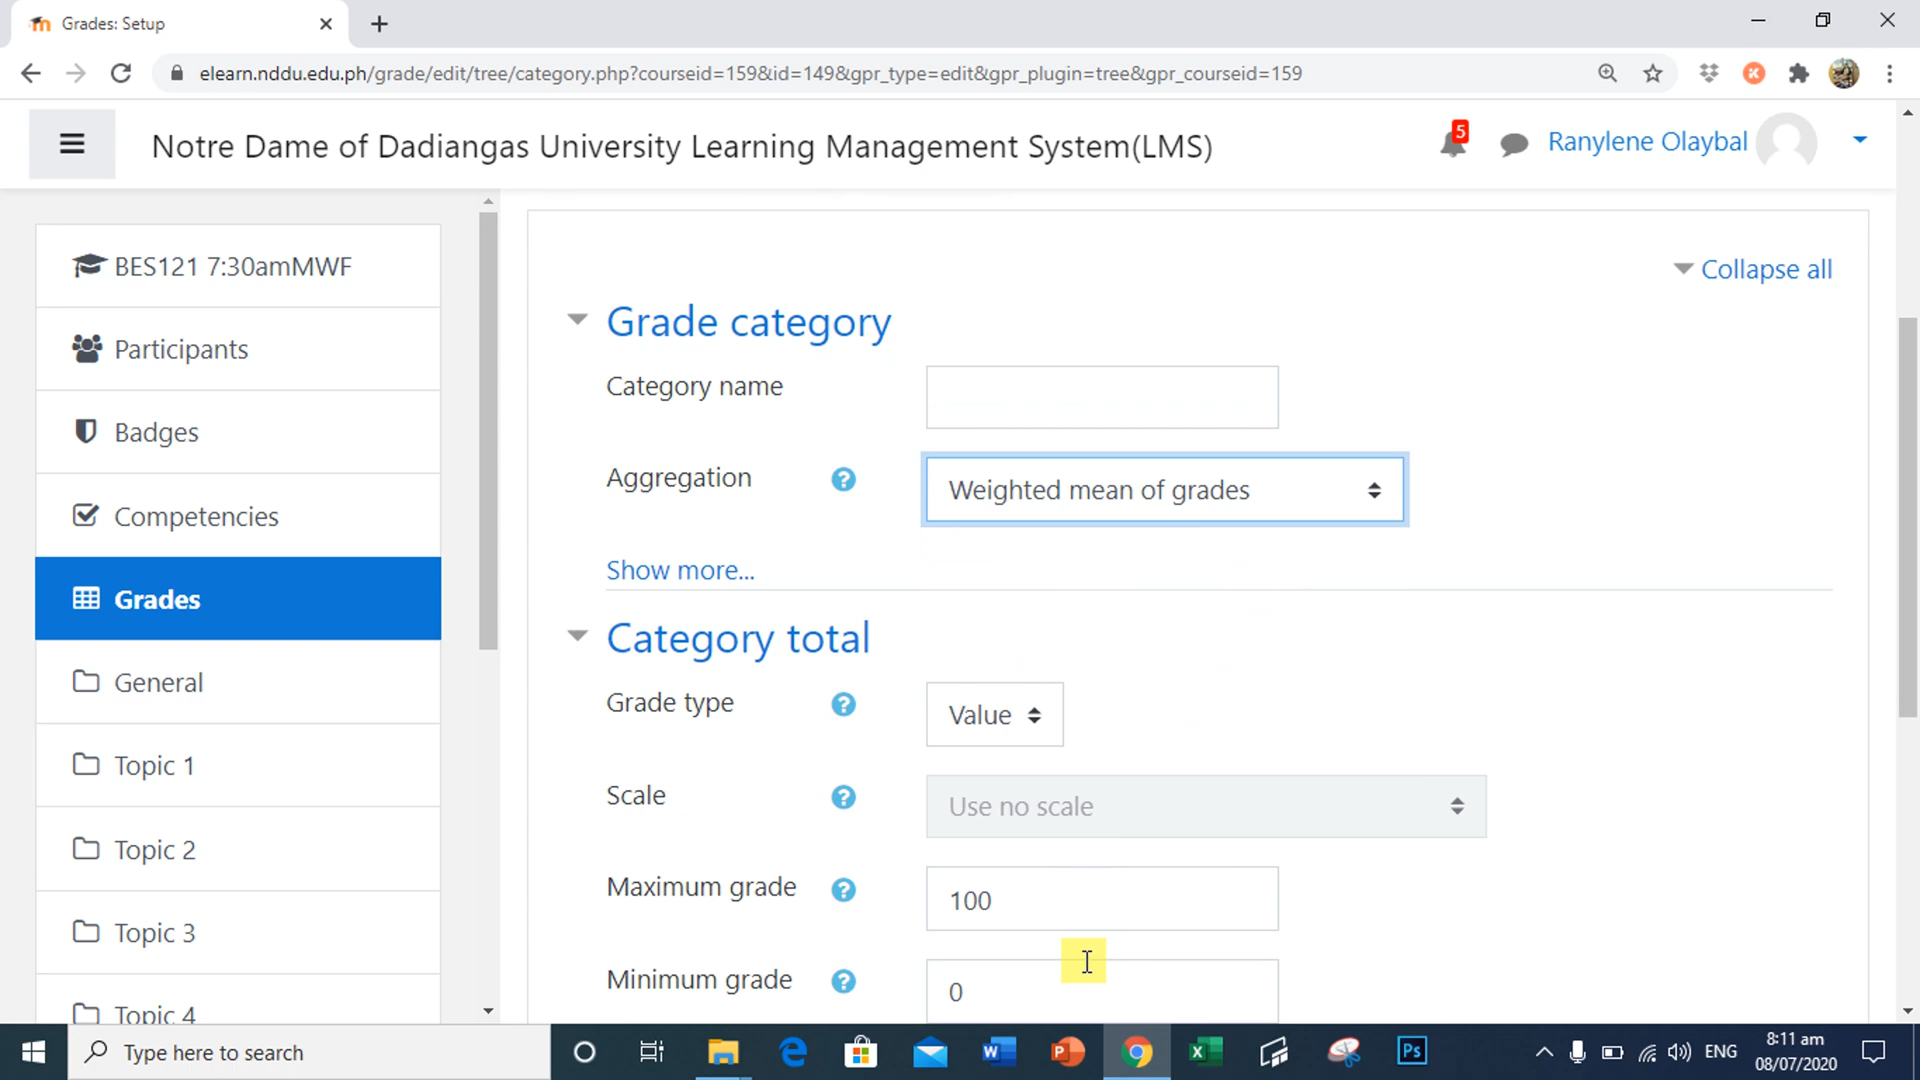 Grades: Setup
elearn.nddu.edu.ph/grade/edit/tree/category.php?courseid=159&id=149&gpr_type=edit&gpr_plugin=tree&gpr_courseid=159
K
Notre Dame of Dadiangas University Learning Management System(LMS)
5
Ranylene Olaybal
BES121 7:30amMWF
Participants
Badges
Competencies
Grades
General
Topic 1
Topic 2
Topic 3
Topic 4
Collapse all
Grade category
Category name
Aggregation
?
Weighted mean of grades
Show more...
Category total
Grade type
?
Value
Scale
?
Use no scale
Maximum grade
?
100
Minimum grade
?
0
Type here to search
W
P
X
Ps
ENG
8:11 am
08/07/2020